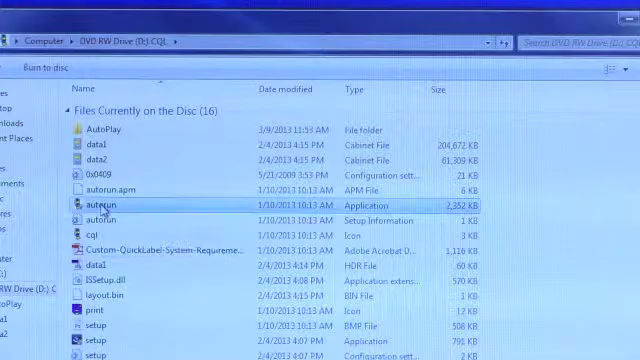 Computer ▸ DVD RW Drive (D:) CQL ▸ Search DVD RW Drive (D:) CQL
Burn to disc
Name Date modified Type Size
Files Currently on the Disc (16)
AutoPlay 3/9/2013 11:53 AM File folder
data1 2/4/2013 4:15 PM Cabinet File 204,672 KB
data2 2/4/2013 4:15 PM Cabinet File 61,309 KB
0x0409 5/21/2009 3:53 PM Configuration sett... 21 KB
autorun.apm 1/10/2013 10:13 AM APM File 6 KB
autorun 1/10/2013 10:13 AM Application 2,352 KB
autorun 1/10/2013 10:13 AM Setup Information 1 KB
cql 1/10/2013 10:13 AM Icon 3 KB
Custom-QuickLabel-System-Requireme... 1/10/2013 10:13 AM Adobe Acrobat D... 1,116 KB
data1 2/4/2013 4:14 PM HDR File 60 KB
ISSetup.dll 2/4/2013 4:08 PM Application extens... 570 KB
layout.bin 2/4/2013 4:15 PM BIN File 1 KB
print 1/10/2013 10:13 AM Icon 12 KB
setup 1/10/2013 10:13 AM BMP File 508 KB
setup 2/4/2013 4:07 PM Application 791 KB
setup 1/10/2013 10:13 AM Configuration sett... 2 KB